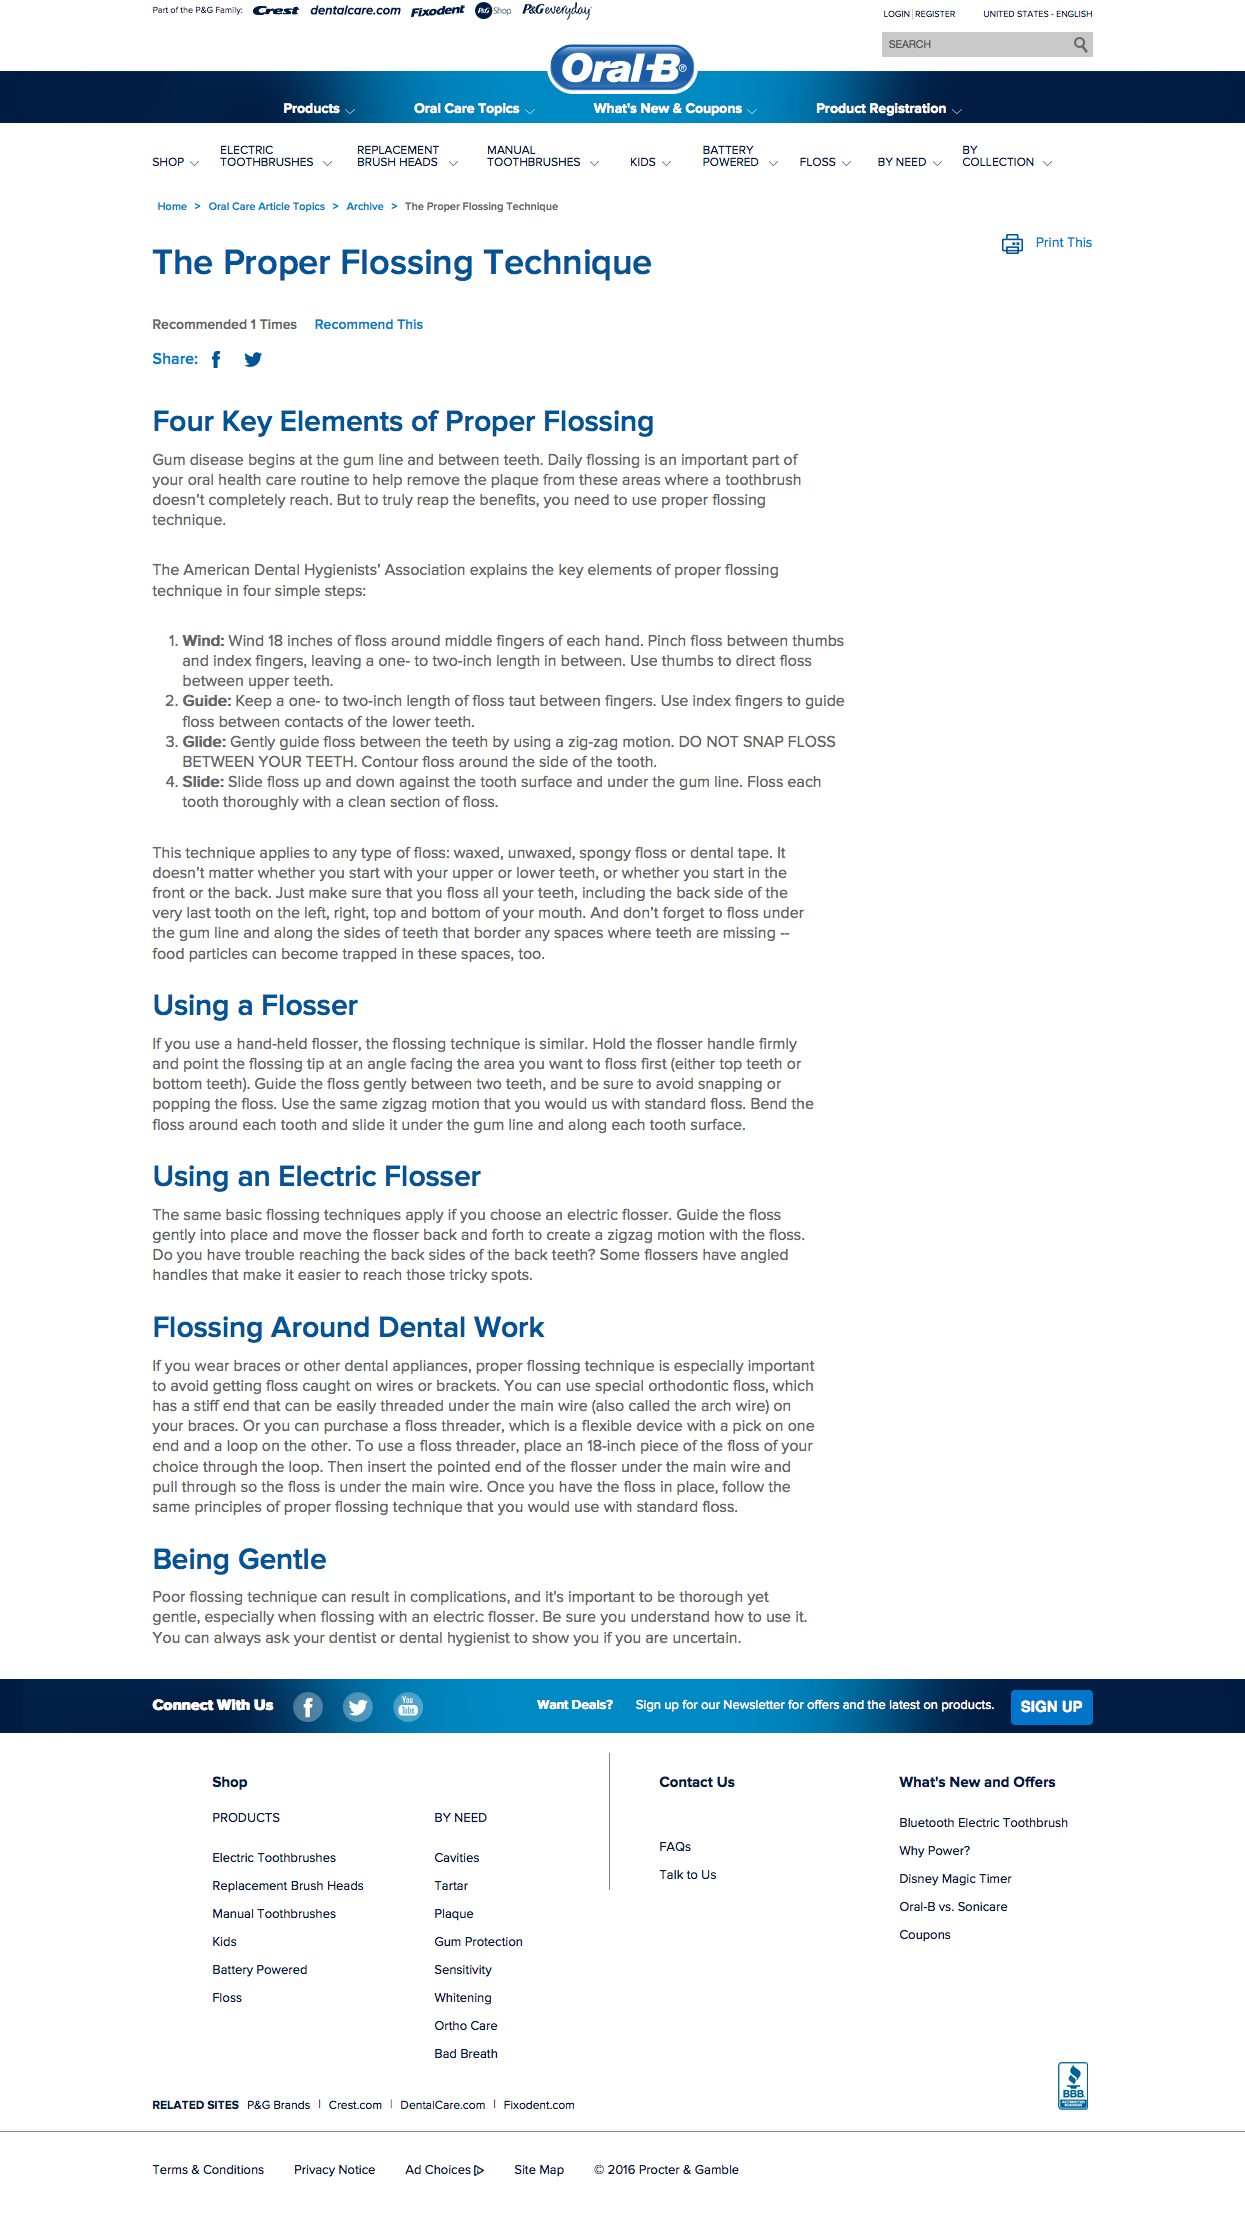 Part of the P&G Family: Crest dentalcare.com Fixodent P&G Shop P&G everyday
LOGIN | REGISTER UNITED STATES - ENGLISH
SEARCH
Oral-B®
Products Oral Care Topics What's New & Coupons Product Registration
SHOP ELECTRIC TOOTHBRUSHES REPLACEMENT BRUSH HEADS MANUAL TOOTHBRUSHES KIDS BATTERY POWERED FLOSS BY NEED BY COLLECTION
Home > Oral Care Article Topics > Archive > The Proper Flossing Technique
The Proper Flossing Technique
Print This
Recommended 1 Times Recommend This
Share:
Four Key Elements of Proper Flossing
Gum disease begins at the gum line and between teeth. Daily flossing is an important part of
your oral health care routine to help remove the plaque from these areas where a toothbrush
doesn't completely reach. But to truly reap the benefits, you need to use proper flossing
technique.
The American Dental Hygienists' Association explains the key elements of proper flossing
technique in four simple steps:
1. Wind: Wind 18 inches of floss around middle fingers of each hand. Pinch floss between thumbs
and index fingers, leaving a one- to two-inch length in between. Use thumbs to direct floss
between upper teeth.
2. Guide: Keep a one- to two-inch length of floss taut between fingers. Use index fingers to guide
floss between contacts of the lower teeth.
3. Glide: Gently guide floss between the teeth by using a zig-zag motion. DO NOT SNAP FLOSS
BETWEEN YOUR TEETH. Contour floss around the side of the tooth.
4. Slide: Slide floss up and down against the tooth surface and under the gum line. Floss each
tooth thoroughly with a clean section of floss.
This technique applies to any type of floss: waxed, unwaxed, spongy floss or dental tape. It
doesn't matter whether you start with your upper or lower teeth, or whether you start in the
front or the back. Just make sure that you floss all your teeth, including the back side of the
very last tooth on the left, right, top and bottom of your mouth. And don't forget to floss under
the gum line and along the sides of teeth that border any spaces where teeth are missing --
food particles can become trapped in these spaces, too.
Using a Flosser
If you use a hand-held flosser, the flossing technique is similar. Hold the flosser handle firmly
and point the flossing tip at an angle facing the area you want to floss first (either top teeth or
bottom teeth). Guide the floss gently between two teeth, and be sure to avoid snapping or
popping the floss. Use the same zigzag motion that you would us with standard floss. Bend the
floss around each tooth and slide it under the gum line and along each tooth surface.
Using an Electric Flosser
The same basic flossing techniques apply if you choose an electric flosser. Guide the floss
gently into place and move the flosser back and forth to create a zigzag motion with the floss.
Do you have trouble reaching the back sides of the back teeth? Some flossers have angled
handles that make it easier to reach those tricky spots.
Flossing Around Dental Work
If you wear braces or other dental appliances, proper flossing technique is especially important
to avoid getting floss caught on wires or brackets. You can use special orthodontic floss, which
has a stiff end that can be easily threaded under the main wire (also called the arch wire) on
your braces. Or you can purchase a floss threader, which is a flexible device with a pick on one
end and a loop on the other. To use a floss threader, place an 18-inch piece of the floss of your
choice through the loop. Then insert the pointed end of the flosser under the main wire and
pull through so the floss is under the main wire. Once you have the floss in place, follow the
same principles of proper flossing technique that you would use with standard floss.
Being Gentle
Poor flossing technique can result in complications, and it's important to be thorough yet
gentle, especially when flossing with an electric flosser. Be sure you understand how to use it.
You can always ask your dentist or dental hygienist to show you if you are uncertain.
Connect With Us You Tube Want Deals? Sign up for our Newsletter for offers and the latest on products. SIGN UP
Shop
PRODUCTS
Electric Toothbrushes
Replacement Brush Heads
Manual Toothbrushes
Kids
Battery Powered
Floss
BY NEED
Cavities
Tartar
Plaque
Gum Protection
Sensitivity
Whitening
Ortho Care
Bad Breath
Contact Us
FAQs
Talk to Us
What's New and Offers
Bluetooth Electric Toothbrush
Why Power?
Disney Magic Timer
Oral-B vs. Sonicare
Coupons
BBB.
ACCREDITED
BUSINESS
RELATED SITES P&G Brands | Crest.com | DentalCare.com | Fixodent.com
Terms & Conditions Privacy Notice Ad Choices Site Map © 2016 Procter & Gamble